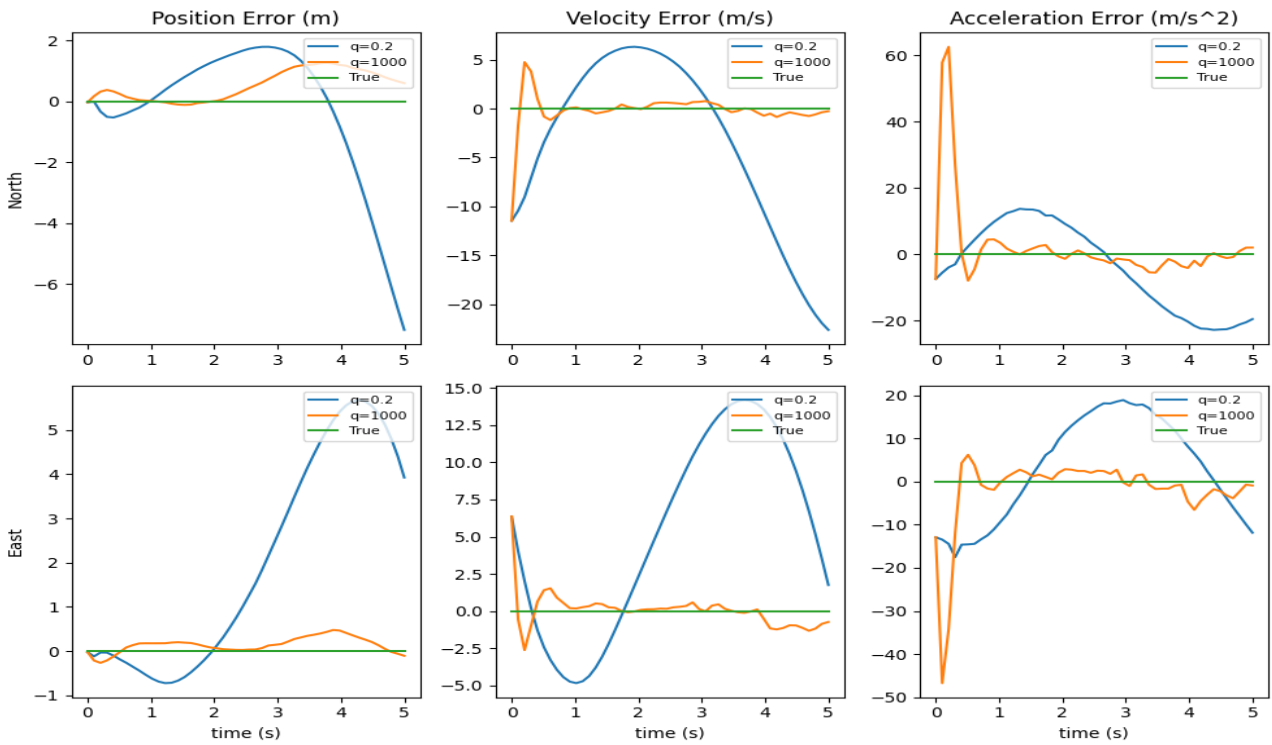 Position Error (m)
Velocity Error (m/s)
Acceleration Error (m/s^2)
North
2
0
−2
−4
−6
0 1 2 3 4 5
q=0.2
q=1000
True
5
0
−5
−10
−15
−20
0 1 2 3 4 5
q=0.2
q=1000
True
60
40
20
0
−20
0 1 2 3 4 5
q=0.2
q=1000
True
East
5
4
3
2
1
0
−1
0 1 2 3 4 5
time (s)
q=0.2
q=1000
True
15.0
12.5
10.0
7.5
5.0
2.5
0.0
−2.5
−5.0
0 1 2 3 4 5
time (s)
q=0.2
q=1000
True
20
10
0
−10
−20
−30
−40
−50
0 1 2 3 4 5
time (s)
q=0.2
q=1000
True